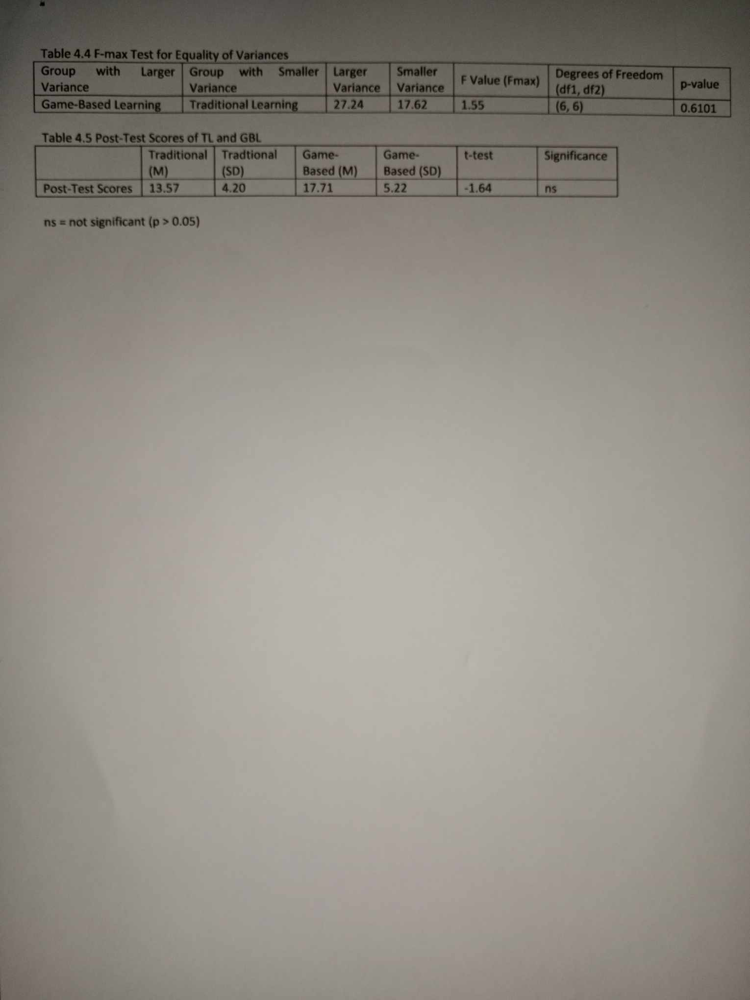 Table 4.4 F-max Test for Equality of Variances
Group with Larger Variance | Group with Smaller Variance | Larger Variance | Smaller Variance | F Value (Fmax) | Degrees of Freedom (df1, df2) | p-value
Game-Based Learning | Traditional Learning | 27.24 | 17.62 | 1.55 | (6, 6) | 0.6101
Table 4.5 Post-Test Scores of TL and GBL
Traditional (M) | Tradtional (SD) | Game-Based (M) | Game-Based (SD) | t-test | Significance
Post-Test Scores | 13.57 | 4.20 | 17.71 | 5.22 | -1.64 | ns
ns = not significant (p > 0.05)